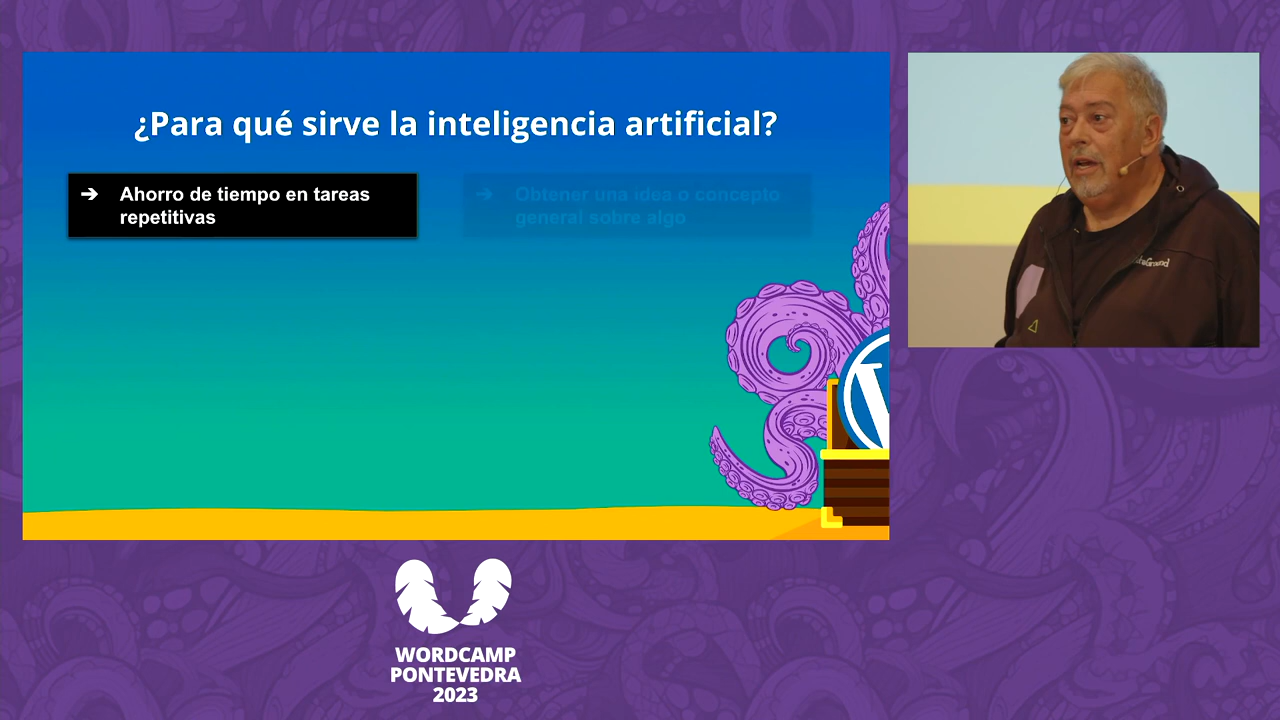 ¿Para qué sirve la inteligencia artificial?
➔ Ahorro de tiempo en tareas
repetitivas
➔ Obtener una idea o concepto
general sobre algo
WORDCAMP
PONTEVEDRA
2023